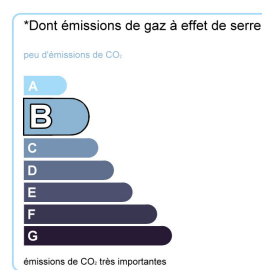 *Dont émissions de gaz à effet de serre
peu d'émissions de CO₂
A
B
C
D
E
F
G
émissions de CO₂ très importantes